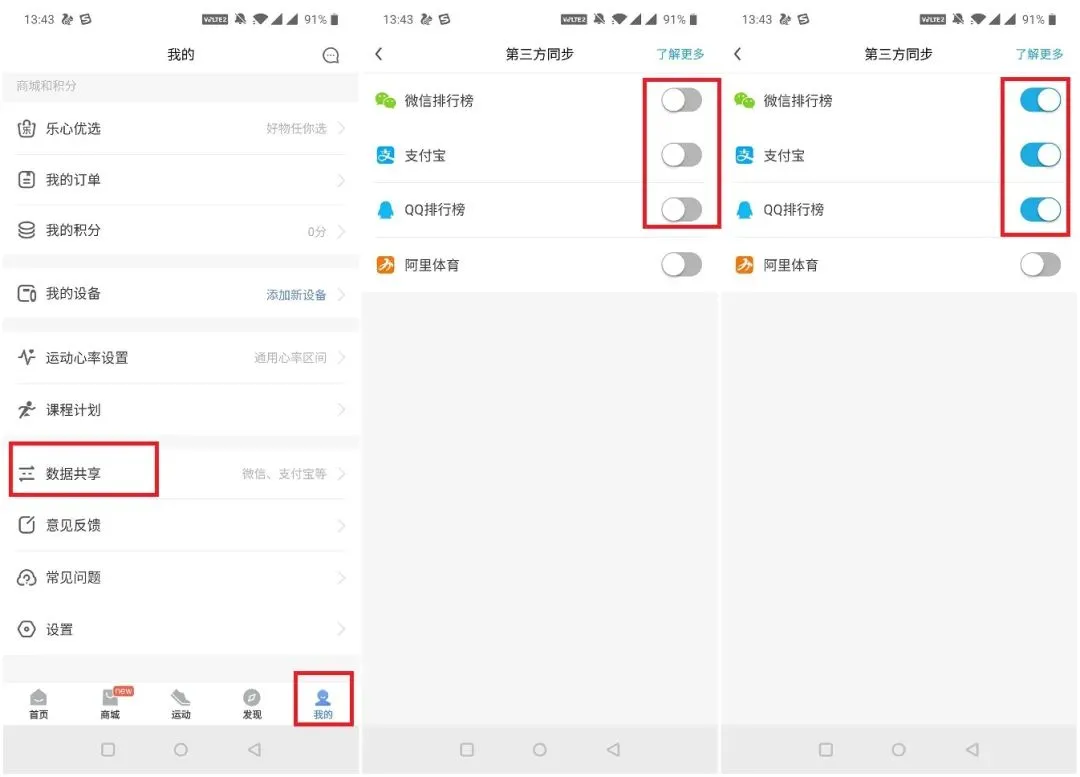 13:43
VoLTE2
91%
我的
商城和积分
乐心优选
好物任你选
我的订单
我的积分
0分
我的设备
添加新设备
运动心率设置
通用心率区间
课程计划
数据共享
微信、支付宝等
意见反馈
常见问题
设置
首页
new
商城
运动
发现
我的
13:43
VoLTE2
91%
第三方同步
了解更多
微信排行榜
支付宝
QQ排行榜
阿里体育
13:43
VoLTE2
91%
第三方同步
了解更多
微信排行榜
支付宝
QQ排行榜
阿里体育